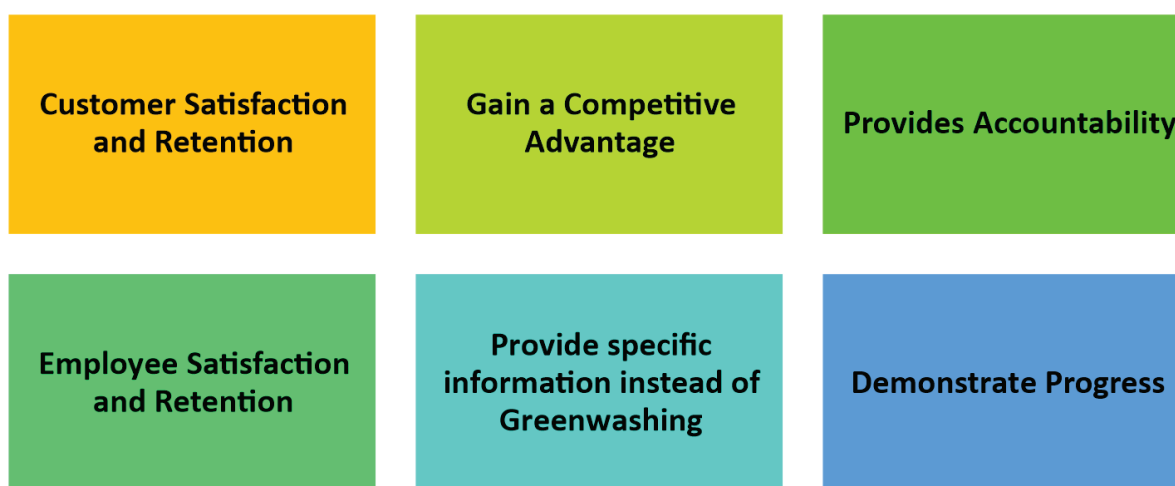 Customer Satisfaction
and Retention
Gain a Competitive
Advantage
Provides Accountability
Employee Satisfaction
and Retention
Provide specific
information instead of
Greenwashing
Demonstrate Progress